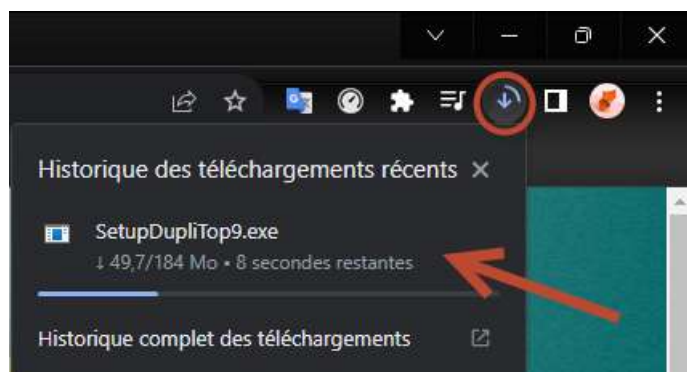 Historique des téléchargements récents
SetupDupliTop9.exe
↓ 49,7/184 Mo • 8 secondes restantes
Historique complet des téléchargements